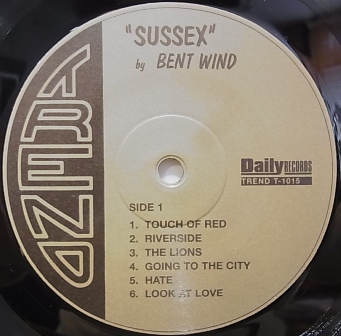 "SUSSEX"
by BENT WIND
TREND
Daily RECORDS
TREND T-1015
SIDE 1
1. TOUCH OF RED
2. RIVERSIDE
3. THE LIONS
4. GOING TO THE CITY
5. HATE
6. LOOK AT LOVE